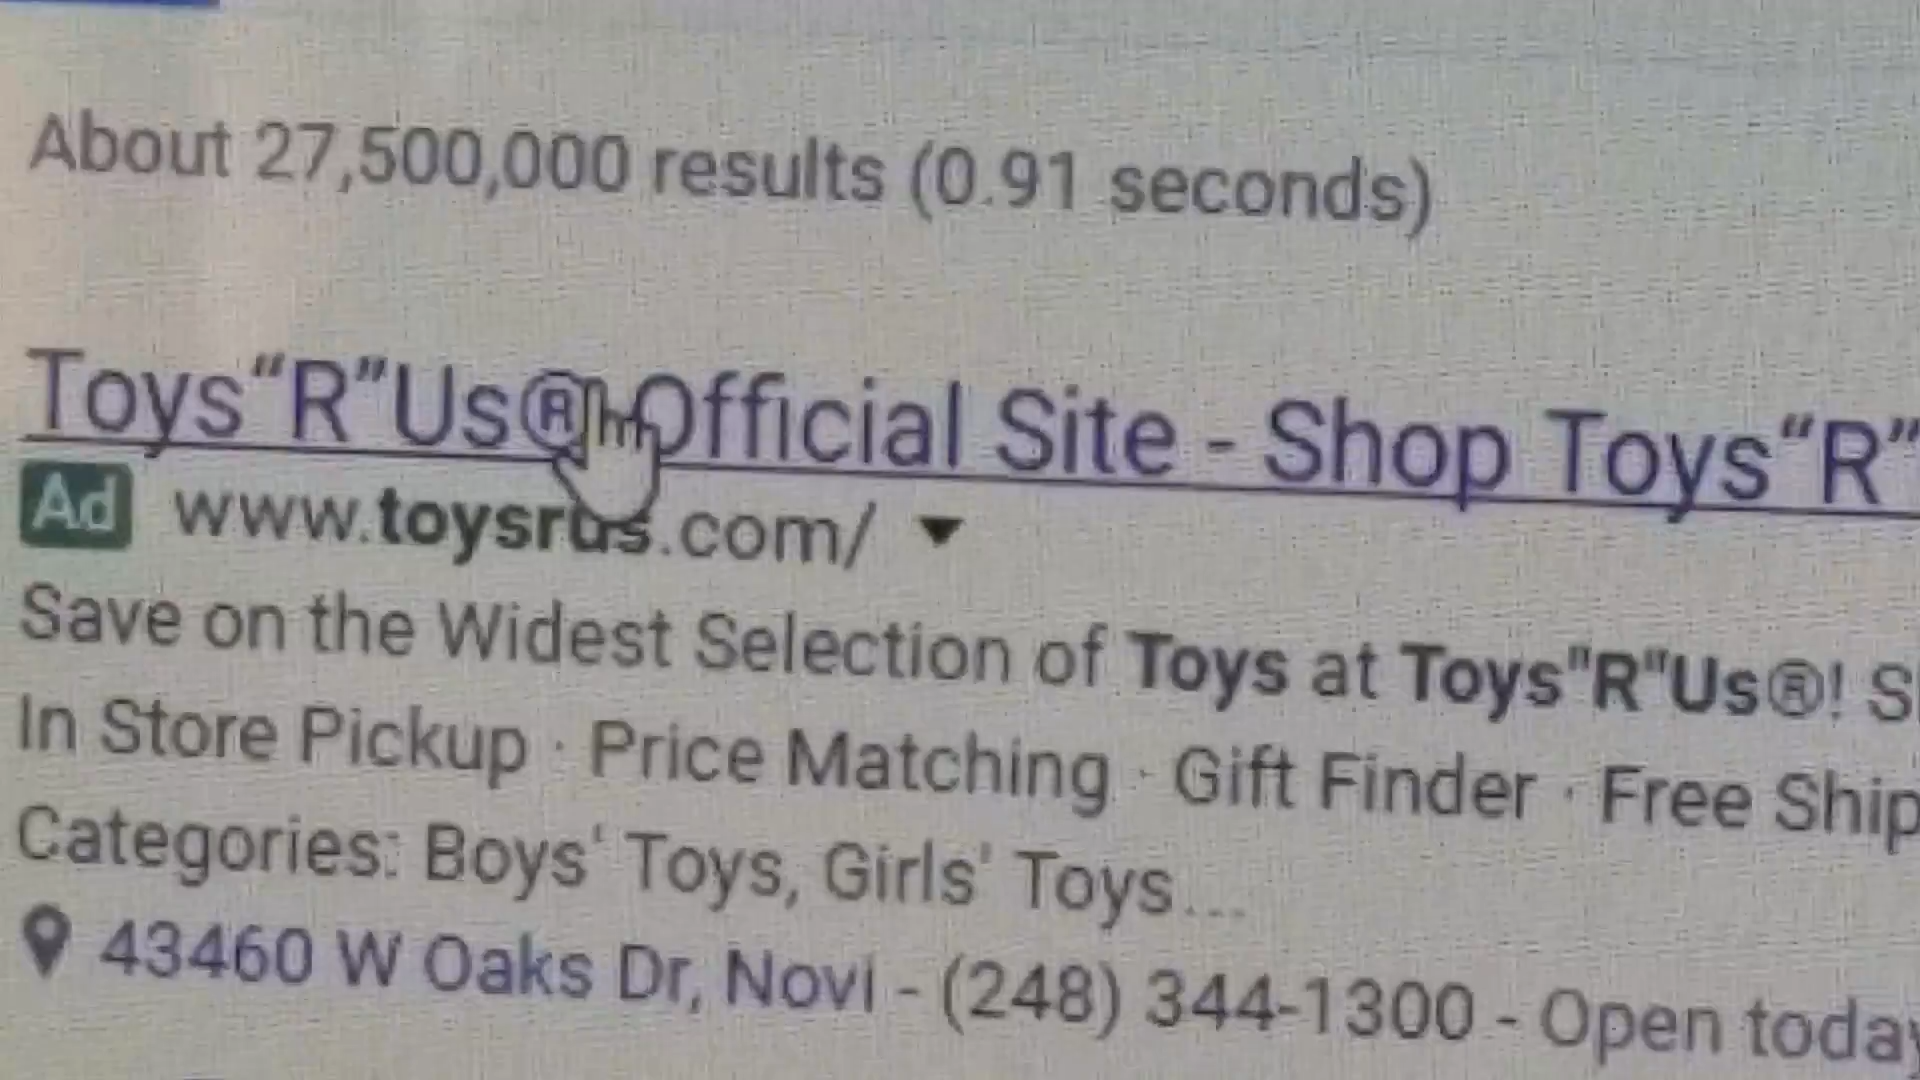 About 27,500,000 results (0.91 seconds)
Toys“R”Us® Official Site - Shop Toys“R”
Ad www.toysrus.com/ ▼
Save on the Widest Selection of Toys at Toys"R"Us®!
In Store Pickup · Price Matching · Gift Finder · Free Ship
Categories: Boys' Toys, Girls' Toys...
43460 W Oaks Dr, Novi - (248) 344-1300 - Open today